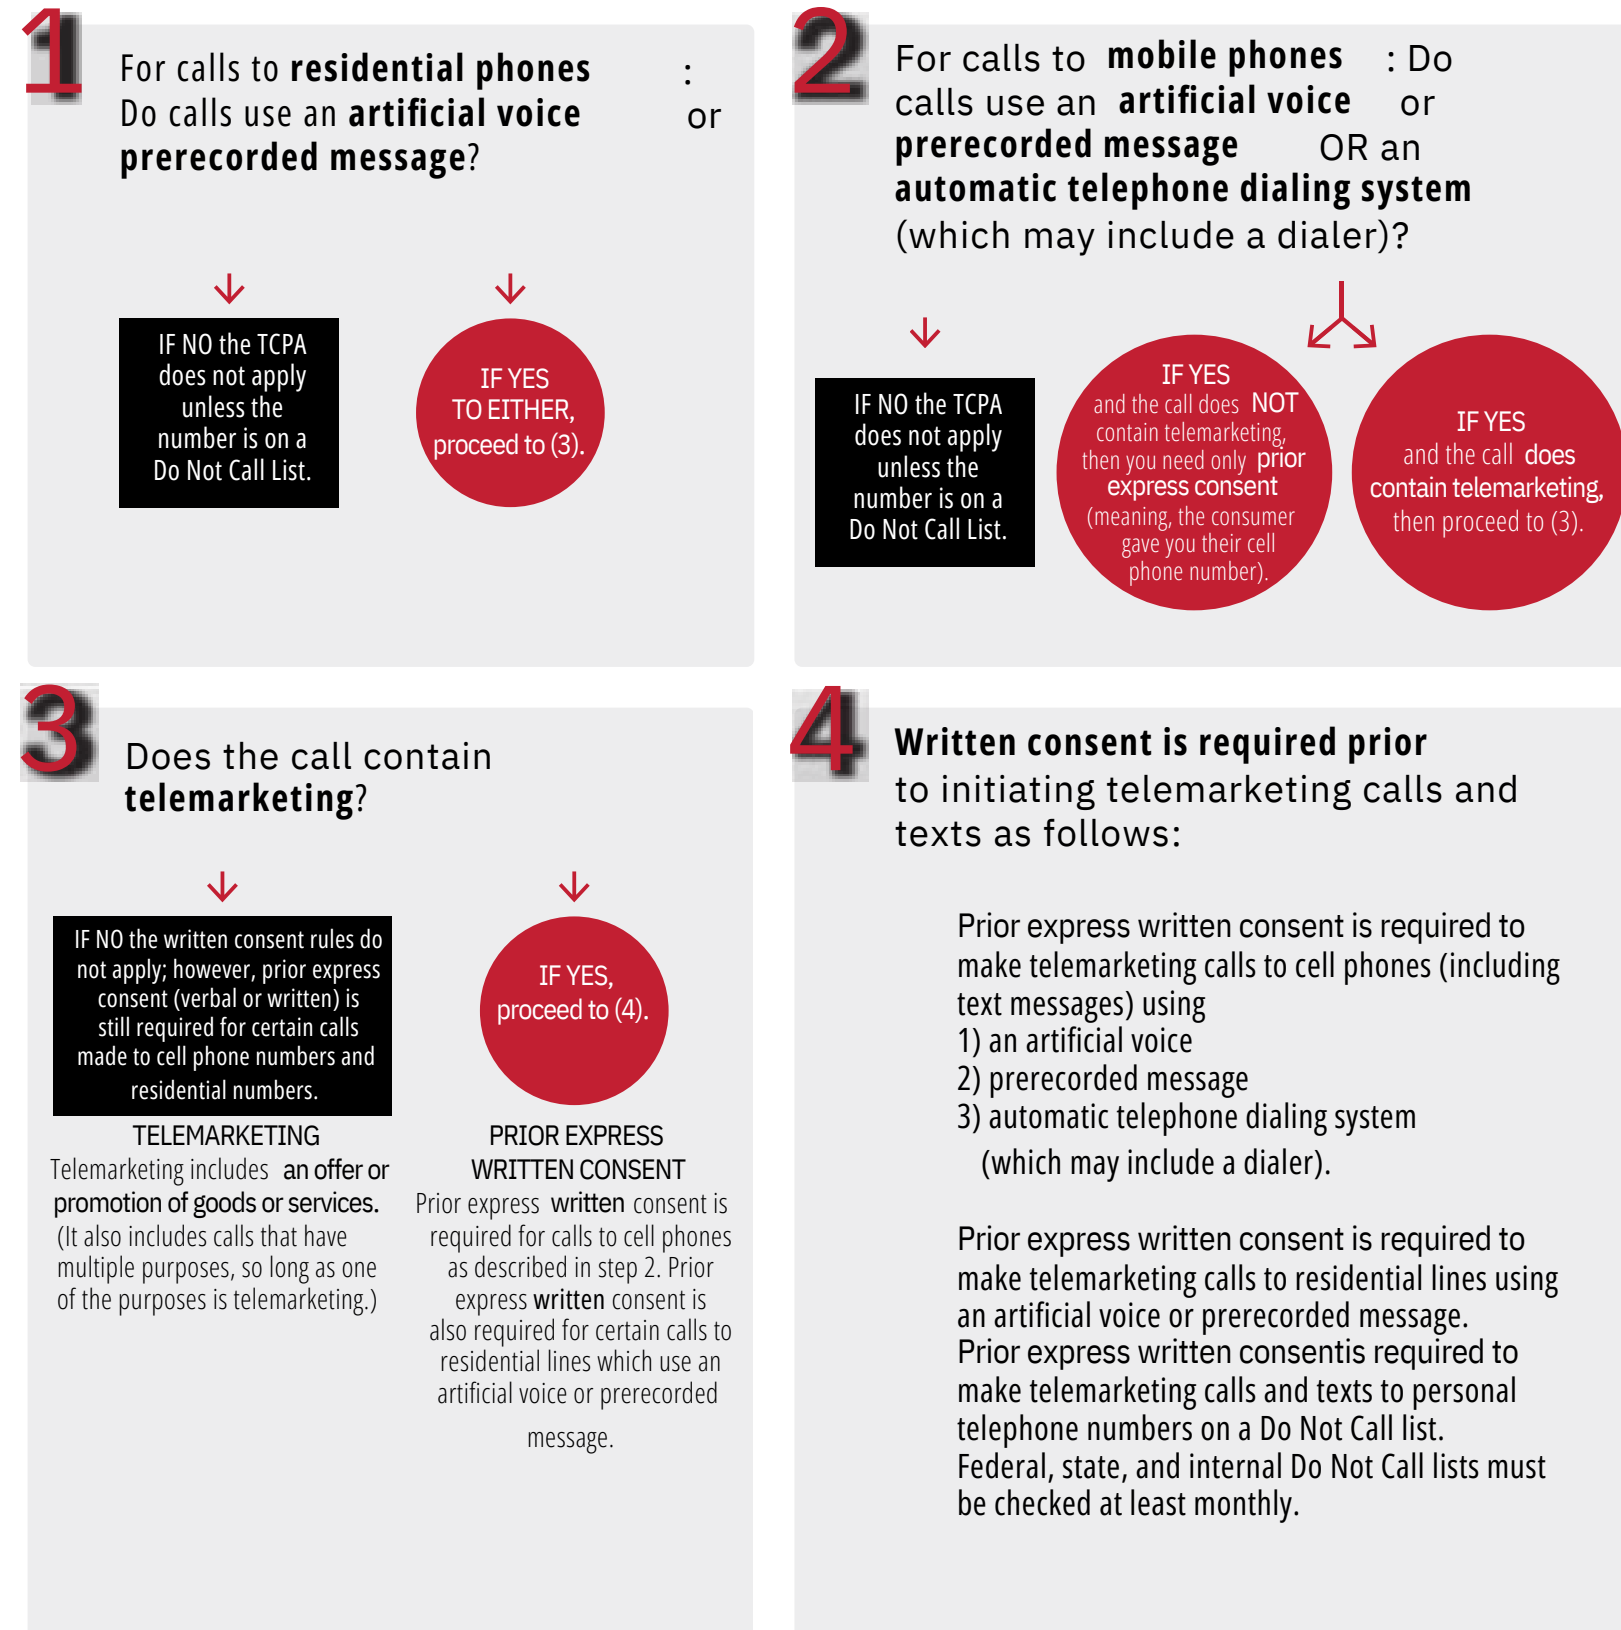 1
For calls to residential phones :
Do calls use an artificial voice or
prerecorded message?
IF NO the TCPA
does not apply
unless the
number is on a
Do Not Call List.
IF YES
TO EITHER,
proceed to (3).
2
For calls to mobile phones : Do
calls use an artificial voice or
prerecorded message OR an
automatic telephone dialing system
(which may include a dialer)?
IF NO the TCPA
does not apply
unless the
number is on a
Do Not Call List.
IF YES
and the call does NOT
contain telemarketing,
then you need only prior
express consent
(meaning, the consumer
gave you their cell
phone number).
IF YES
and the call does
contain telemarketing,
then proceed to (3).
3
Does the call contain
telemarketing?
IF NO the written consent rules do
not apply; however, prior express
consent (verbal or written) is
still required for certain calls
made to cell phone numbers and
residential numbers.
TELEMARKETING
Telemarketing includes an offer or
promotion of goods or services.
(It also includes calls that have
multiple purposes, so long as one
of the purposes is telemarketing.)
IF YES,
proceed to (4).
PRIOR EXPRESS
WRITTEN CONSENT
Prior express written consent is
required for calls to cell phones
as described in step 2. Prior
express written consent is
also required for certain calls to
residential lines which use an
artificial voice or prerecorded
message.
4
Written consent is required prior
to initiating telemarketing calls and
texts as follows:
Prior express written consent is required to
make telemarketing calls to cell phones (including
text messages) using
1) an artificial voice
2) prerecorded message
3) automatic telephone dialing system
(which may include a dialer).
Prior express written consent is required to
make telemarketing calls to residential lines using
an artificial voice or prerecorded message.
Prior express written consentis required to
make telemarketing calls and texts to personal
telephone numbers on a Do Not Call list.
Federal, state, and internal Do Not Call lists must
be checked at least monthly.